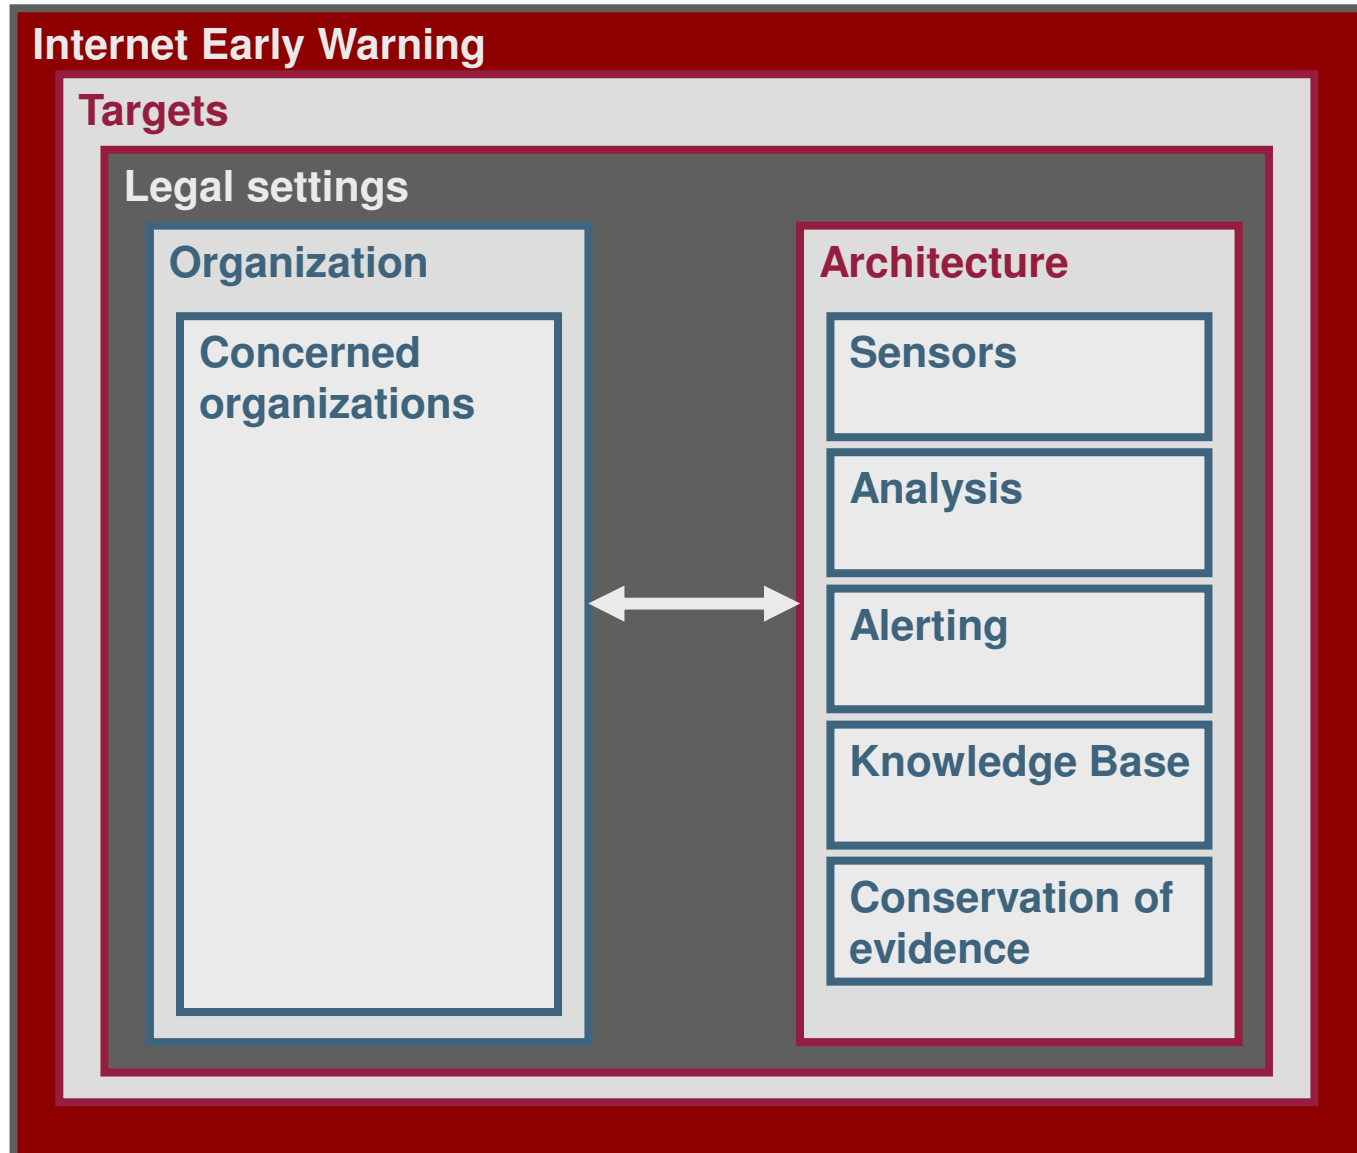 Internet Early Warning
Targets
Legal settings
Organization
Concerned
organizations
Architecture
Sensors
Analysis
Alerting
Knowledge Base
Conservation of
evidence